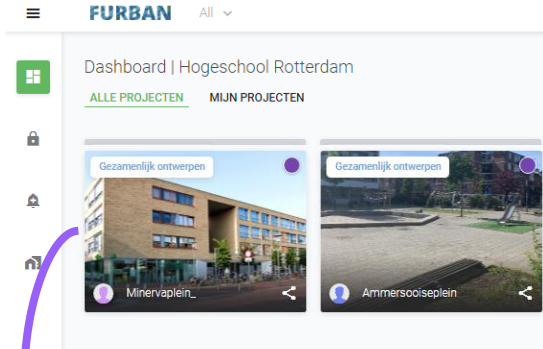 FURBAN All
Dashboard | Hogeschool Rotterdam
ALLE PROJECTEN MIJN PROJECTEN
Gezamenlijk ontwerpen Gezamenlijk ontwerpen
Minervaplein_ Ammersooiseplein